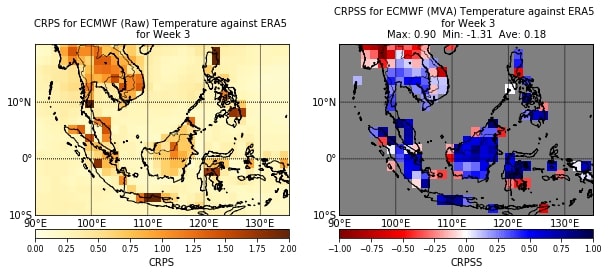 CRPS for ECMWF (Raw) Temperature against ERA5
for Week 3
10°N
0°
10°S
90°E 100°E 110°E 120°E 130°E
0.00 0.25 0.50 0.75 1.00 1.25 1.50 1.75 2.00
CRPS
CRPSS for ECMWF (MVA) Temperature against ERA5
for Week 3
Max: 0.90 Min: -1.31 Ave: 0.18
10°N
0°
10°S
90°E 100°E 110°E 120°E 130°E
−1.00 −0.75 −0.50 −0.25 0.00 0.25 0.50 0.75 1.00
CRPSS